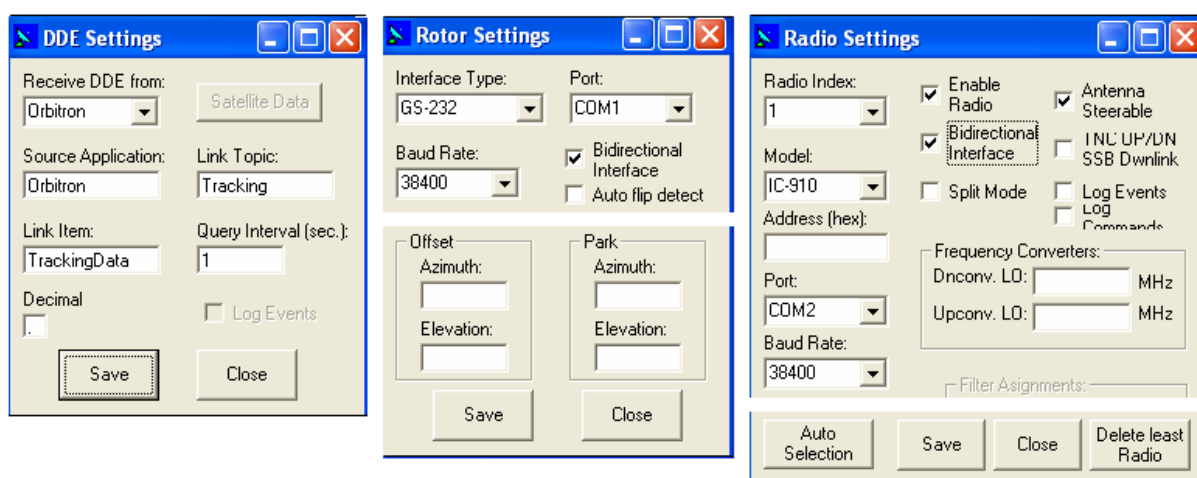 DDE Settings
Receive DDE from:
Orbitron
Satellite Data
Source Application:
Link Topic:
Orbitron
Tracking
Link Item:
Query Interval (sec.):
TrackingData
1
Decimal
.
Log Events
Save
Close
Rotor Settings
Interface Type:
Port:
GS-232
COM1
Baud Rate:
Bidirectional
Interface
38400
Auto flip detect
Offset
Park
Azimuth:
Azimuth:
Elevation:
Elevation:
Save
Close
Radio Settings
Radio Index:
1
Enable
Radio
Antenna
Steerable
Bidirectional
Interface
TNC UP/DN
SSB Dwnlink
Model:
IC-910
Split Mode
Log Events
Log
Commands
Address (hex):
Frequency Converters:
Dnconv. LO:
MHz
Port:
COM2
Upconv. LO:
MHz
Baud Rate:
38400
Filter Asignments:
Auto
Selection
Save
Close
Delete least
Radio